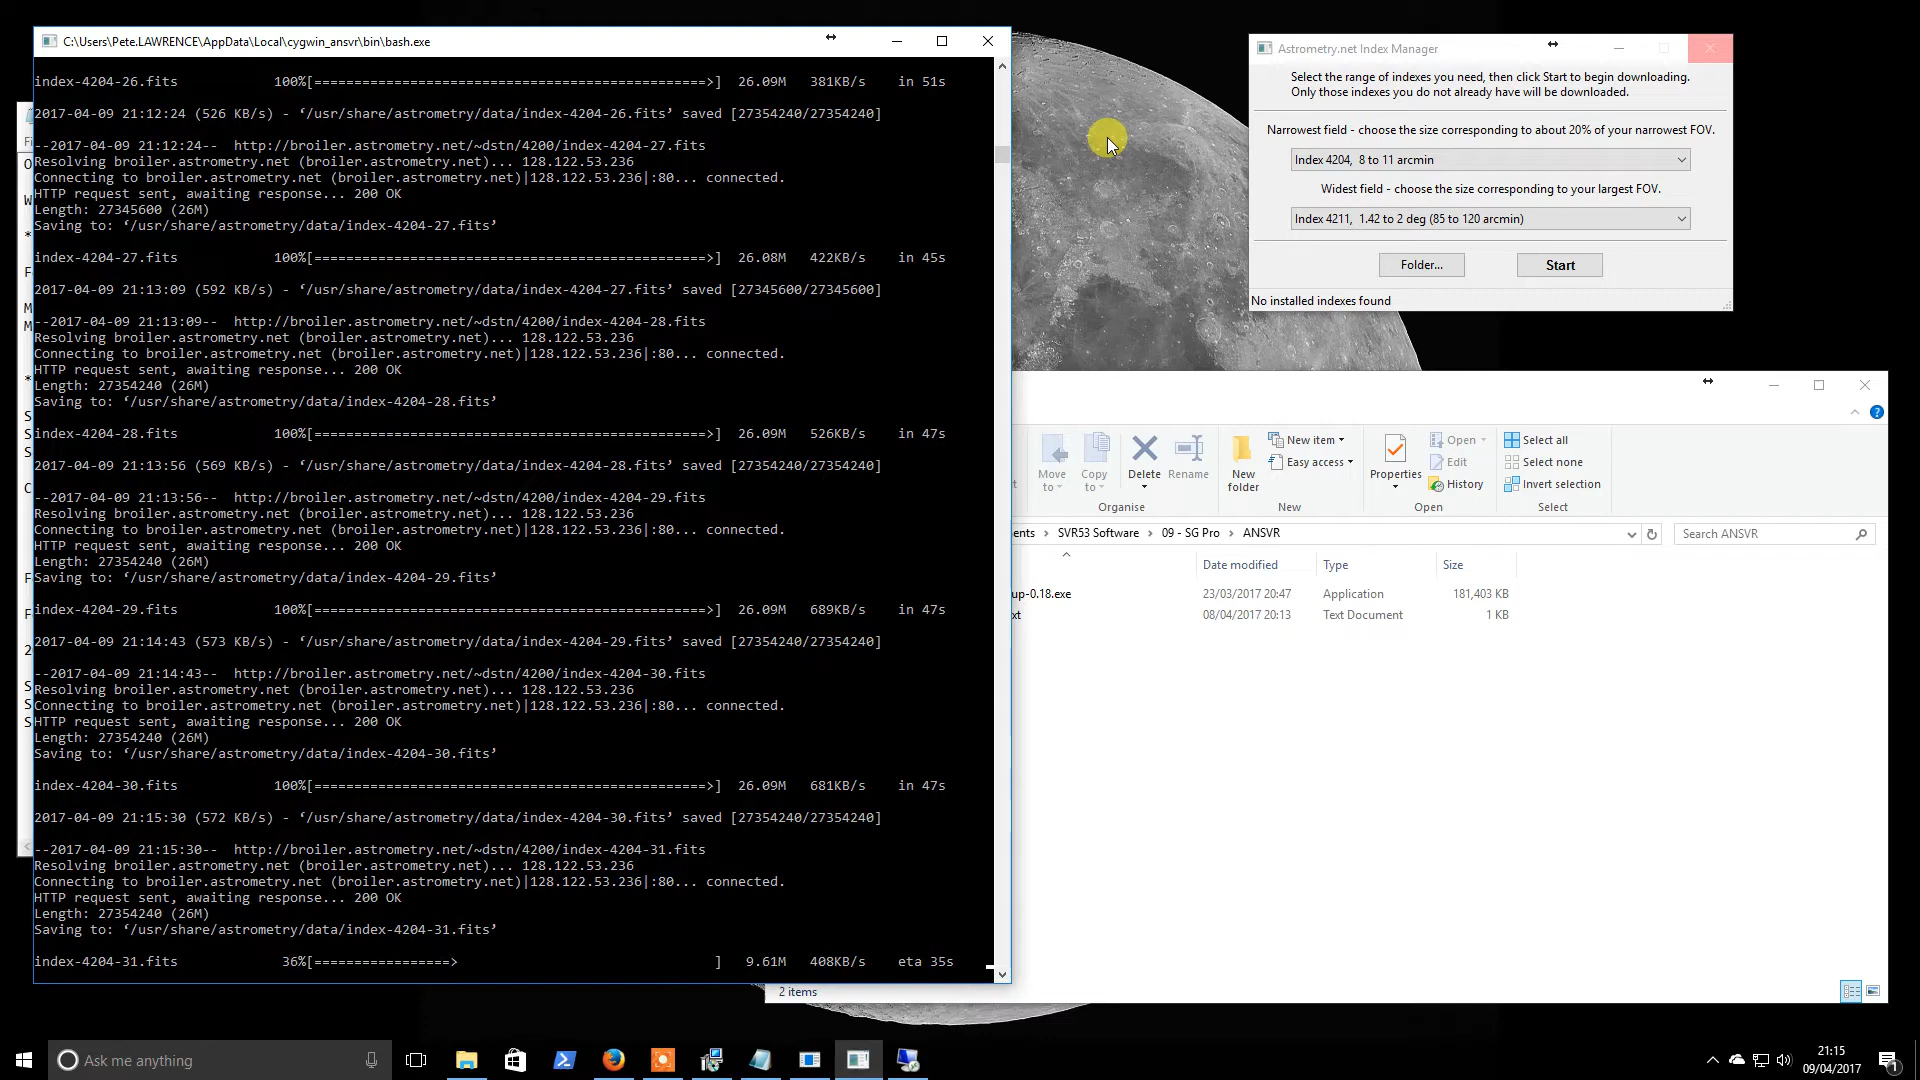 C:\Users\Pete.LAWRENCE\AppData\Local\cygwin_ansvr\bin\bash.exe
index-4204-26.fits 100%[=================================================>] 26.09M 381KB/s in 51s
2017-04-09 21:12:24 (526 KB/s) - ‘/usr/share/astrometry/data/index-4204-26.fits’ saved [27354240/27354240]
--2017-04-09 21:12:24-- http://broiler.astrometry.net/~dstn/4200/index-4204-27.fits
Resolving broiler.astrometry.net (broiler.astrometry.net)... 128.122.53.236
Connecting to broiler.astrometry.net (broiler.astrometry.net)|128.122.53.236|:80... connected.
HTTP request sent, awaiting response... 200 OK
Length: 27345600 (26M)
Saving to: ‘/usr/share/astrometry/data/index-4204-27.fits’
index-4204-27.fits 100%[=================================================>] 26.08M 422KB/s in 45s
2017-04-09 21:13:09 (592 KB/s) - ‘/usr/share/astrometry/data/index-4204-27.fits’ saved [27345600/27345600]
--2017-04-09 21:13:09-- http://broiler.astrometry.net/~dstn/4200/index-4204-28.fits
Resolving broiler.astrometry.net (broiler.astrometry.net)... 128.122.53.236
Connecting to broiler.astrometry.net (broiler.astrometry.net)|128.122.53.236|:80... connected.
HTTP request sent, awaiting response... 200 OK
Length: 27354240 (26M)
Saving to: ‘/usr/share/astrometry/data/index-4204-28.fits’
index-4204-28.fits 100%[=================================================>] 26.09M 526KB/s in 47s
2017-04-09 21:13:56 (569 KB/s) - ‘/usr/share/astrometry/data/index-4204-28.fits’ saved [27354240/27354240]
--2017-04-09 21:13:56-- http://broiler.astrometry.net/~dstn/4200/index-4204-29.fits
Resolving broiler.astrometry.net (broiler.astrometry.net)... 128.122.53.236
Connecting to broiler.astrometry.net (broiler.astrometry.net)|128.122.53.236|:80... connected.
HTTP request sent, awaiting response... 200 OK
Length: 27354240 (26M)
Saving to: ‘/usr/share/astrometry/data/index-4204-29.fits’
index-4204-29.fits 100%[=================================================>] 26.09M 689KB/s in 47s
2017-04-09 21:14:43 (573 KB/s) - ‘/usr/share/astrometry/data/index-4204-29.fits’ saved [27354240/27354240]
--2017-04-09 21:14:43-- http://broiler.astrometry.net/~dstn/4200/index-4204-30.fits
Resolving broiler.astrometry.net (broiler.astrometry.net)... 128.122.53.236
Connecting to broiler.astrometry.net (broiler.astrometry.net)|128.122.53.236|:80... connected.
HTTP request sent, awaiting response... 200 OK
Length: 27354240 (26M)
Saving to: ‘/usr/share/astrometry/data/index-4204-30.fits’
index-4204-30.fits 100%[=================================================>] 26.09M 681KB/s in 47s
2017-04-09 21:15:30 (572 KB/s) - ‘/usr/share/astrometry/data/index-4204-30.fits’ saved [27354240/27354240]
--2017-04-09 21:15:30-- http://broiler.astrometry.net/~dstn/4200/index-4204-31.fits
Resolving broiler.astrometry.net (broiler.astrometry.net)... 128.122.53.236
Connecting to broiler.astrometry.net (broiler.astrometry.net)|128.122.53.236|:80... connected.
HTTP request sent, awaiting response... 200 OK
Length: 27354240 (26M)
Saving to: ‘/usr/share/astrometry/data/index-4204-31.fits’
index-4204-31.fits 36%[=================> ] 9.61M 408KB/s eta 35s
Astrometry.net Index Manager
Select the range of indexes you need, then click Start to begin downloading.
Only those indexes you do not already have will be downloaded.
Narrowest field - choose the size corresponding to about 20% of your narrowest FOV.
Index 4204, 8 to 11 arcmin
Widest field - choose the size corresponding to your largest FOV.
Index 4211, 1.42 to 2 deg (85 to 120 arcmin)
Folder... Start
No installed indexes found
Move to Copy to Delete Rename
Organise
New folder
New item
Easy access
New
Properties
Open
Edit
History
Open
Select all
Select none
Invert selection
Select
ents > SVR53 Software > 09 - SG Pro > ANSVR
Search ANSVR
Date modified Type Size
up-0.18.exe 23/03/2017 20:47 Application 181,403 KB
xt 08/04/2017 20:13 Text Document 1 KB
2 items
Ask me anything
21:15
09/04/2017
1